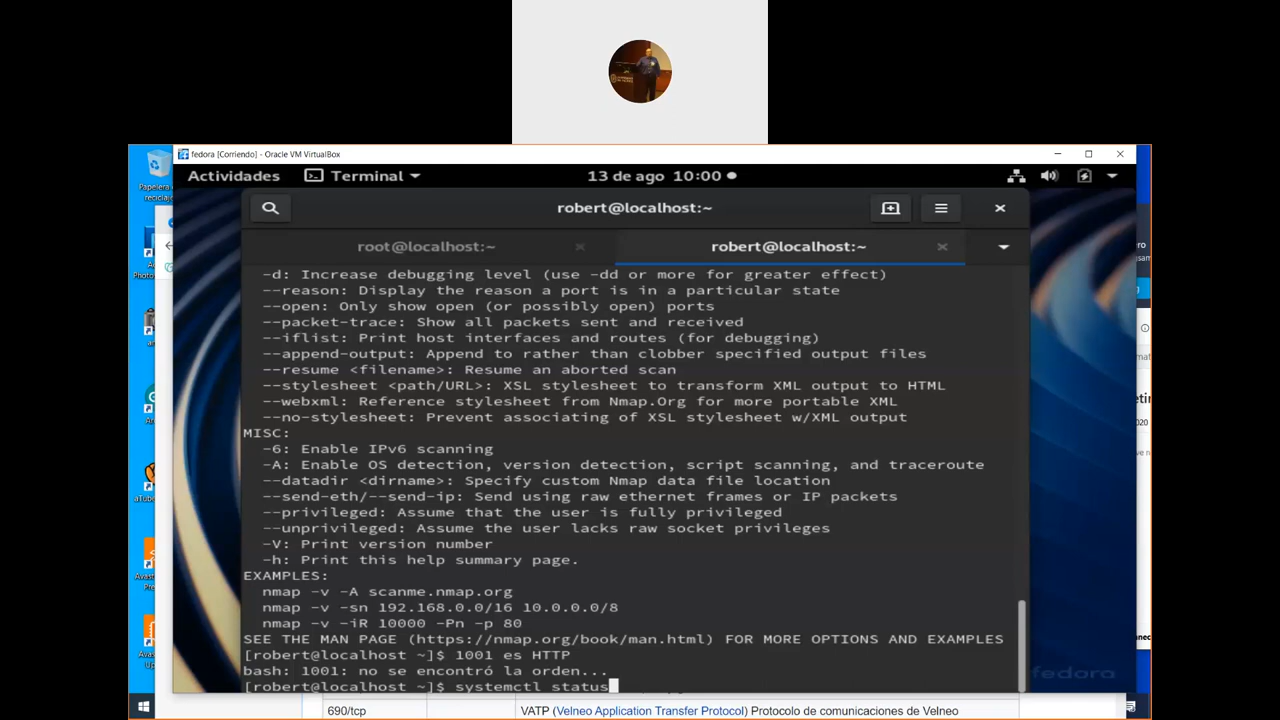 fedora [Corriendo] - Oracle VM VirtualBox
Papelera
reciclaje
Actividades
Terminal
13 de ago 10:00
robert@localhost:~
root@localhost:~
robert@localhost:~
-d: Increase debugging level (use -dd or more for greater effect)
--reason: Display the reason a port is in a particular state
--open: Only show open (or possibly open) ports
--packet-trace: Show all packets sent and received
--iflist: Print host interfaces and routes (for debugging)
--append-output: Append to rather than clobber specified output files
--resume <filename>: Resume an aborted scan
--stylesheet <path/URL>: XSL stylesheet to transform XML output to HTML
--webxml: Reference stylesheet from Nmap.Org for more portable XML
--no-stylesheet: Prevent associating of XSL stylesheet w/XML output
MISC:
-6: Enable IPv6 scanning
-A: Enable OS detection, version detection, script scanning, and traceroute
--datadir <dirname>: Specify custom Nmap data file location
--send-eth/--send-ip: Send using raw ethernet frames or IP packets
--privileged: Assume that the user is fully privileged
--unprivileged: Assume the user lacks raw socket privileges
-V: Print version number
-h: Print this help summary page.
EXAMPLES:
nmap -v -A scanme.nmap.org
nmap -v -sn 192.168.0.0/16 10.0.0.0/8
nmap -v -iR 10000 -Pn -p 80
SEE THE MAN PAGE (https://nmap.org/book/man.html) FOR MORE OPTIONS AND EXAMPLES
[robert@localhost ~]$ 1001 es HTTP
bash: 1001: no se encontró la orden...
[robert@localhost ~]$ systemctl status
fedora
690/tcp
VATP (Velneo Application Transfer Protocol) Protocolo de comunicaciones de Velneo